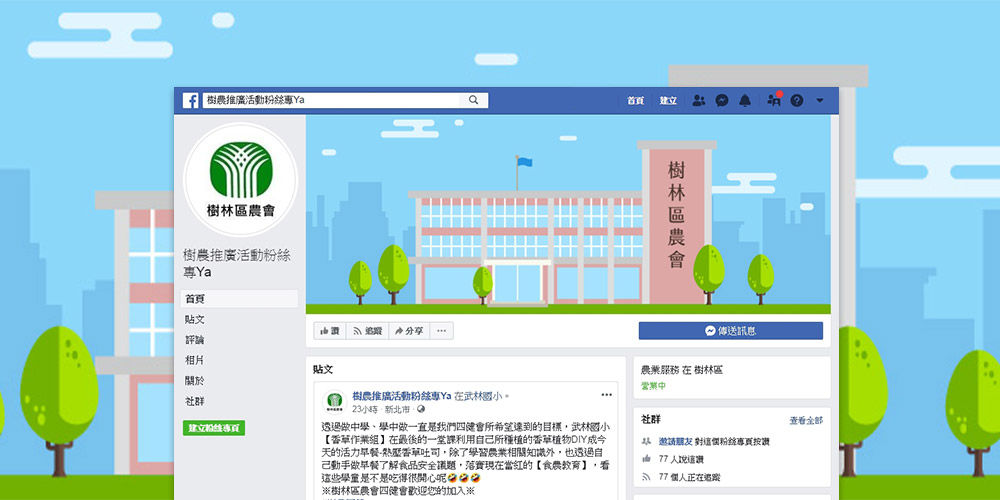 樹農推廣活動粉絲專Ya
首頁 建立
樹林區農會
樹農推廣活動粉絲
專Ya
首頁
貼文
評論
相片
關於
社群
建立粉絲專頁
樹林區農會
讚 追蹤 分享 ...
傳送訊息
貼文
樹農推廣活動粉絲專Ya 在武林國小。
23小時 · 新北市 ·
透過做中學、學中做一直是我們四健會所希望達到的目標，武林國小
【香草作業組】在最後的一堂課利用自己所種植的香草植物DIY成今
天的活力早餐-熱壓香草吐司，除了學習農業相關知識外，也透過自
己動手做早餐了解食品安全議題，落實現在當紅的【食農教育】，看
這些學童是不是吃得很開心呢🤣🤣🤣
※樹林區農會四健會歡迎您的加入※
農業服務 在 樹林區
營業中
社群 查看全部
邀請朋友 對這個粉絲專頁按讚
77 人說這讚
77 個人正在追蹤